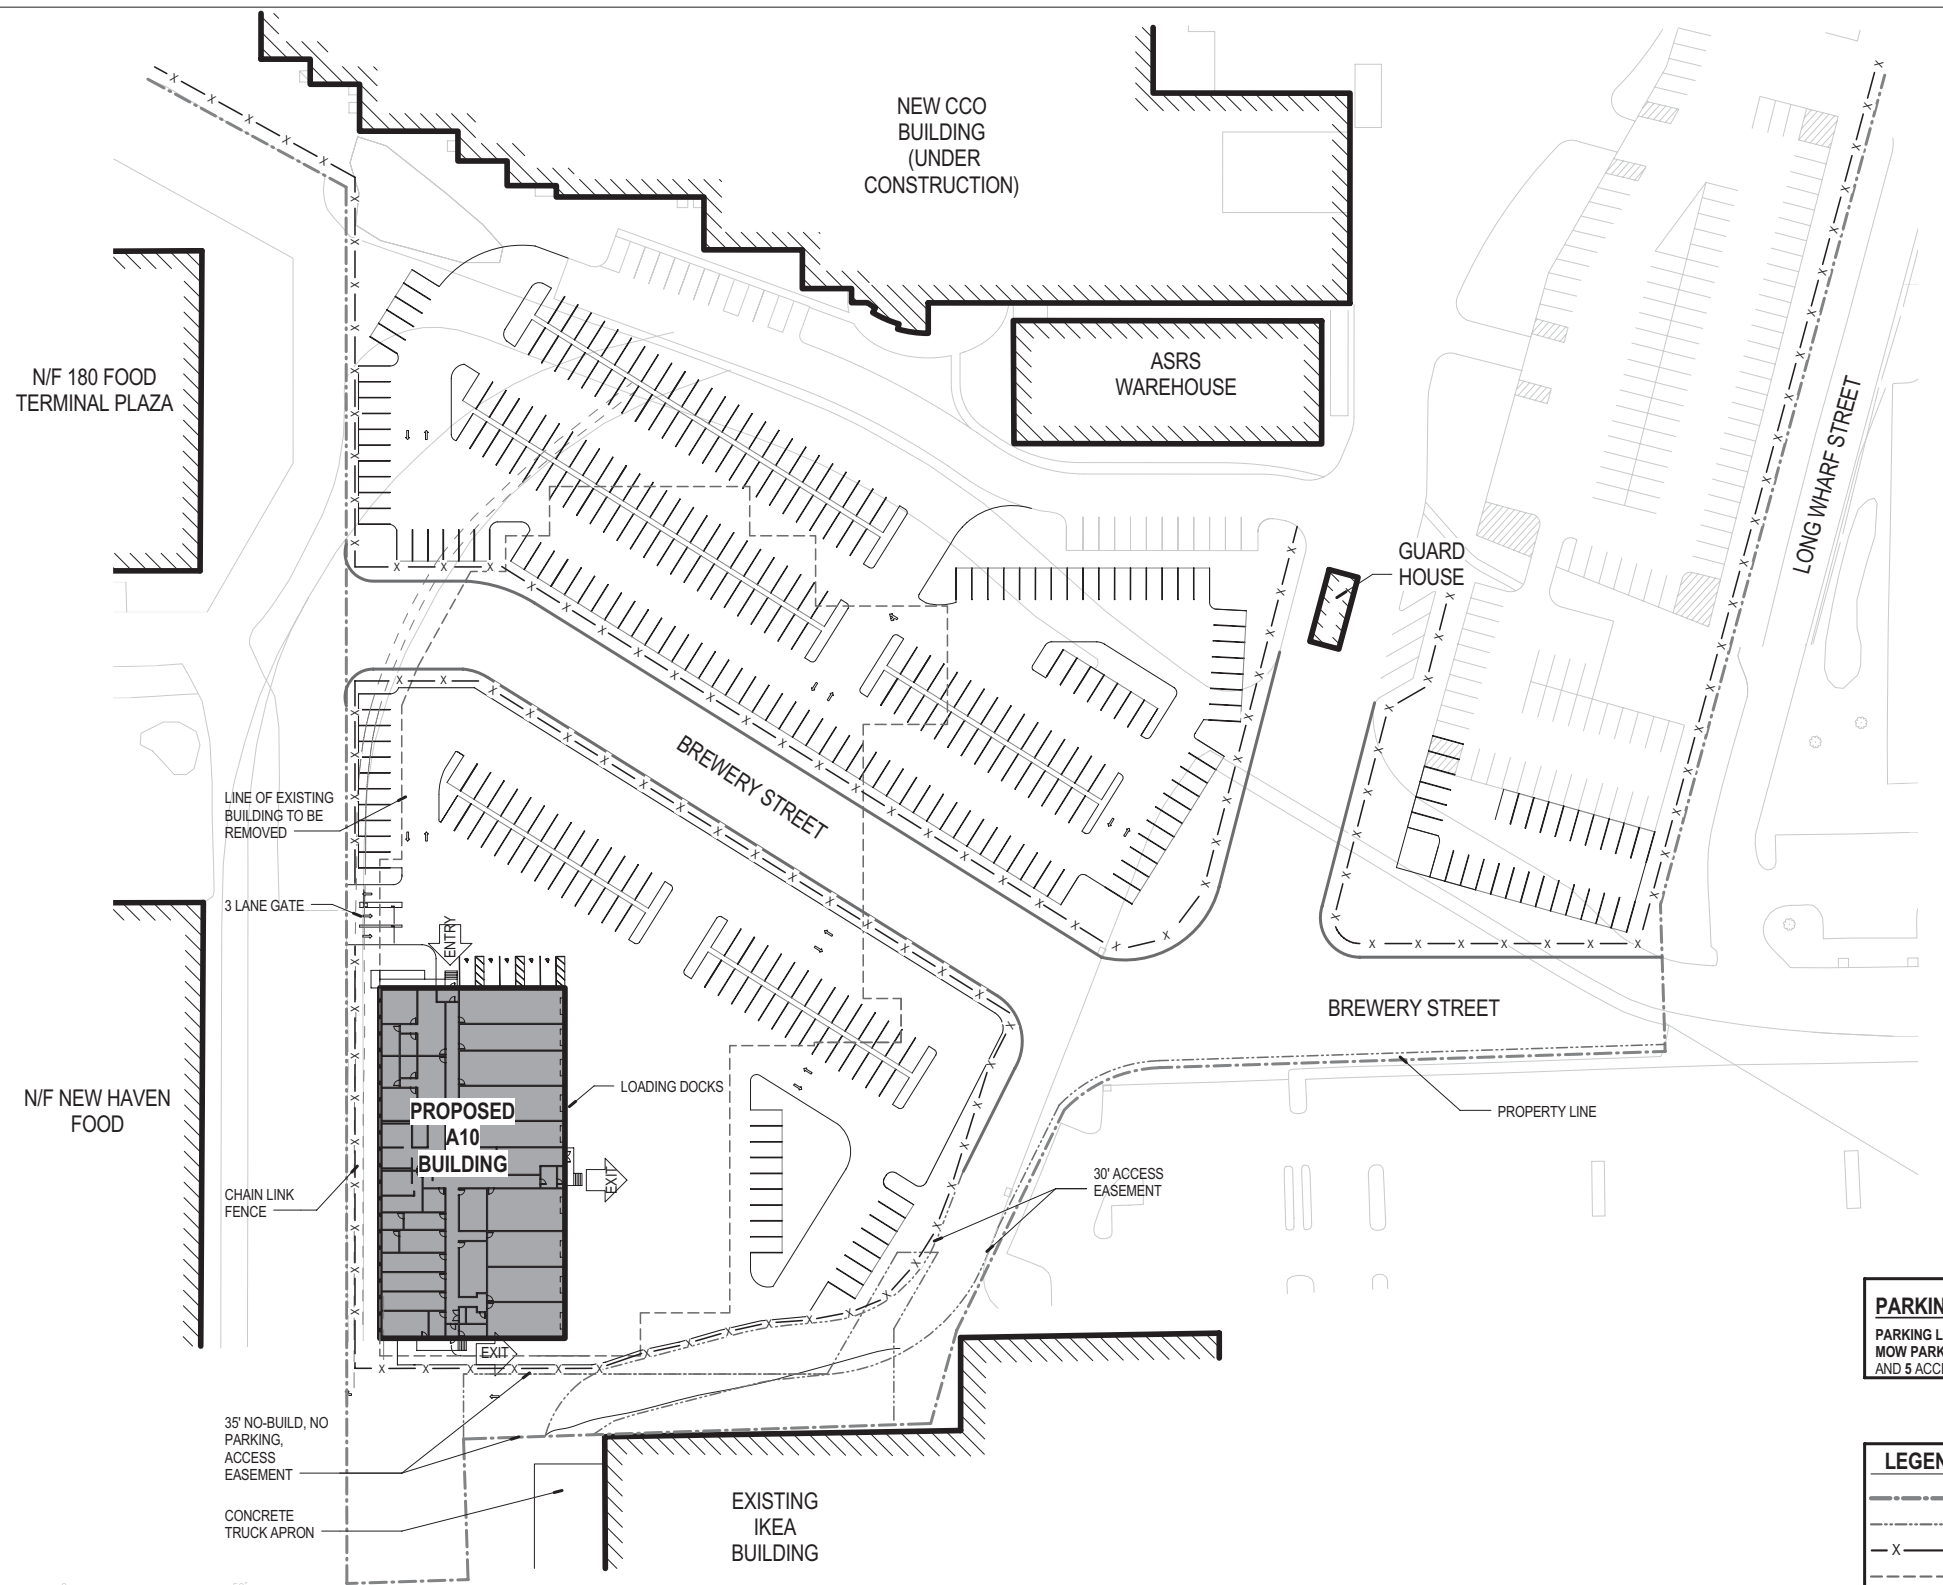 NEW CCO
BUILDING
(UNDER
CONSTRUCTION)
ASRS
WAREHOUSE
N/F 180 FOOD
TERMINAL PLAZA
LONG WHARF STREET
GUARD
HOUSE
BREWERY STREET
LINE OF EXISTING
BUILDING TO BE
REMOVED
3 LANE GATE
ENTRY
BREWERY STREET
N/F NEW HAVEN
FOOD
PROPOSED
A10
BUILDING
LOADING DOCKS
PROPERTY LINE
EXIT
30' ACCESS
EASEMENT
CHAIN LINK
FENCE
EXIT
35' NO-BUILD, NO
PARKING,
ACCESS
EASEMENT
CONCRETE
TRUCK APRON
EXISTING
IKEA
BUILDING
PARKIN
PARKING L
MOW PARK
AND 5 ACC
LEGEN
X